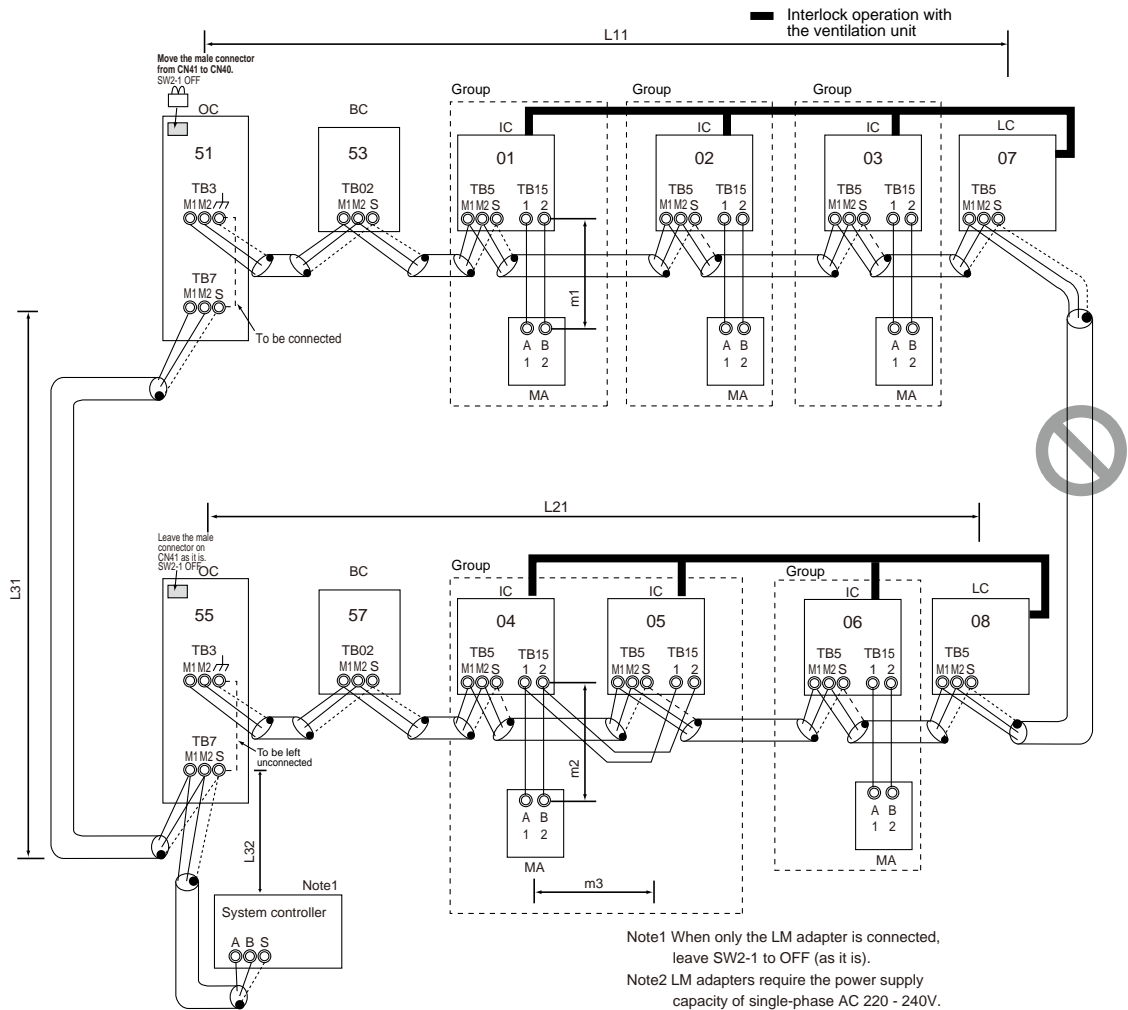 Interlock operation with
the ventilation unit
L11
Move the male connector
from CN41 to CN40.
SW2-1 OFF
Group
Group
Group
OC
BC
IC
IC
IC
LC
51
53
01
02
03
07
TB3
TB02
TB5
TB15
TB5
TB15
TB5
TB15
TB5
M1 M2
M1 M2 S
M1 M2 S
1 2
M1 M2 S
1 2
M1 M2 S
1 2
M1 M2 S
TB7
M1 M2 S
To be connected
m1
A B
1 2
MA
A B
1 2
MA
A B
1 2
MA
L31
L21
Leave the male
connector on
CN41 as it is.
SW2-1 OFF
OC
BC
Group
IC
IC
Group
IC
LC
55
57
04
05
06
08
TB3
TB02
TB5
TB15
TB5
TB15
TB5
TB15
TB5
M1 M2
M1 M2 S
M1 M2 S
1 2
M1 M2 S
1 2
M1 M2 S
1 2
M1 M2 S
TB7
M1 M2 S
To be left
unconnected
m2
A B
1 2
MA
A B
1 2
MA
L32
m3
Note1
System controller
A B S
Note1 When only the LM adapter is connected,
leave SW2-1 to OFF (as it is).
Note2 LM adapters require the power supply
capacity of single-phase AC 220 - 240V.